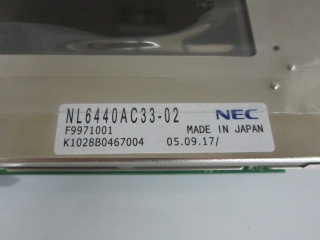 NL6440AC33-02 NEC
F9971001 MADE IN JAPAN
K1028B0467004 05.09.17/